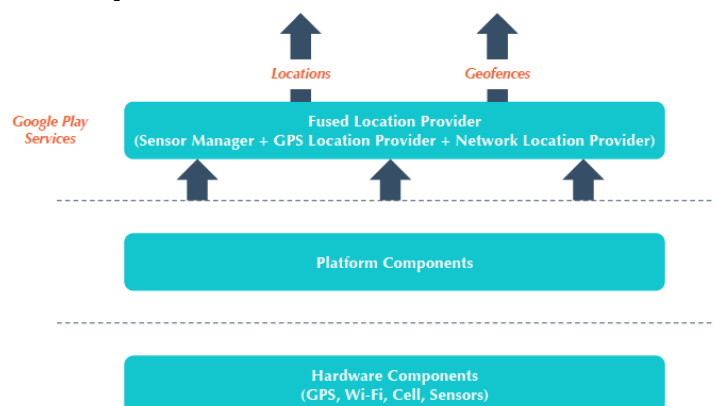 Locations
Geofences
Google Play
Services
Fused Location Provider
(Sensor Manager + GPS Location Provider + Network Location Provider)
Platform Components
Hardware Components
(GPS, Wi-Fi, Cell, Sensors)